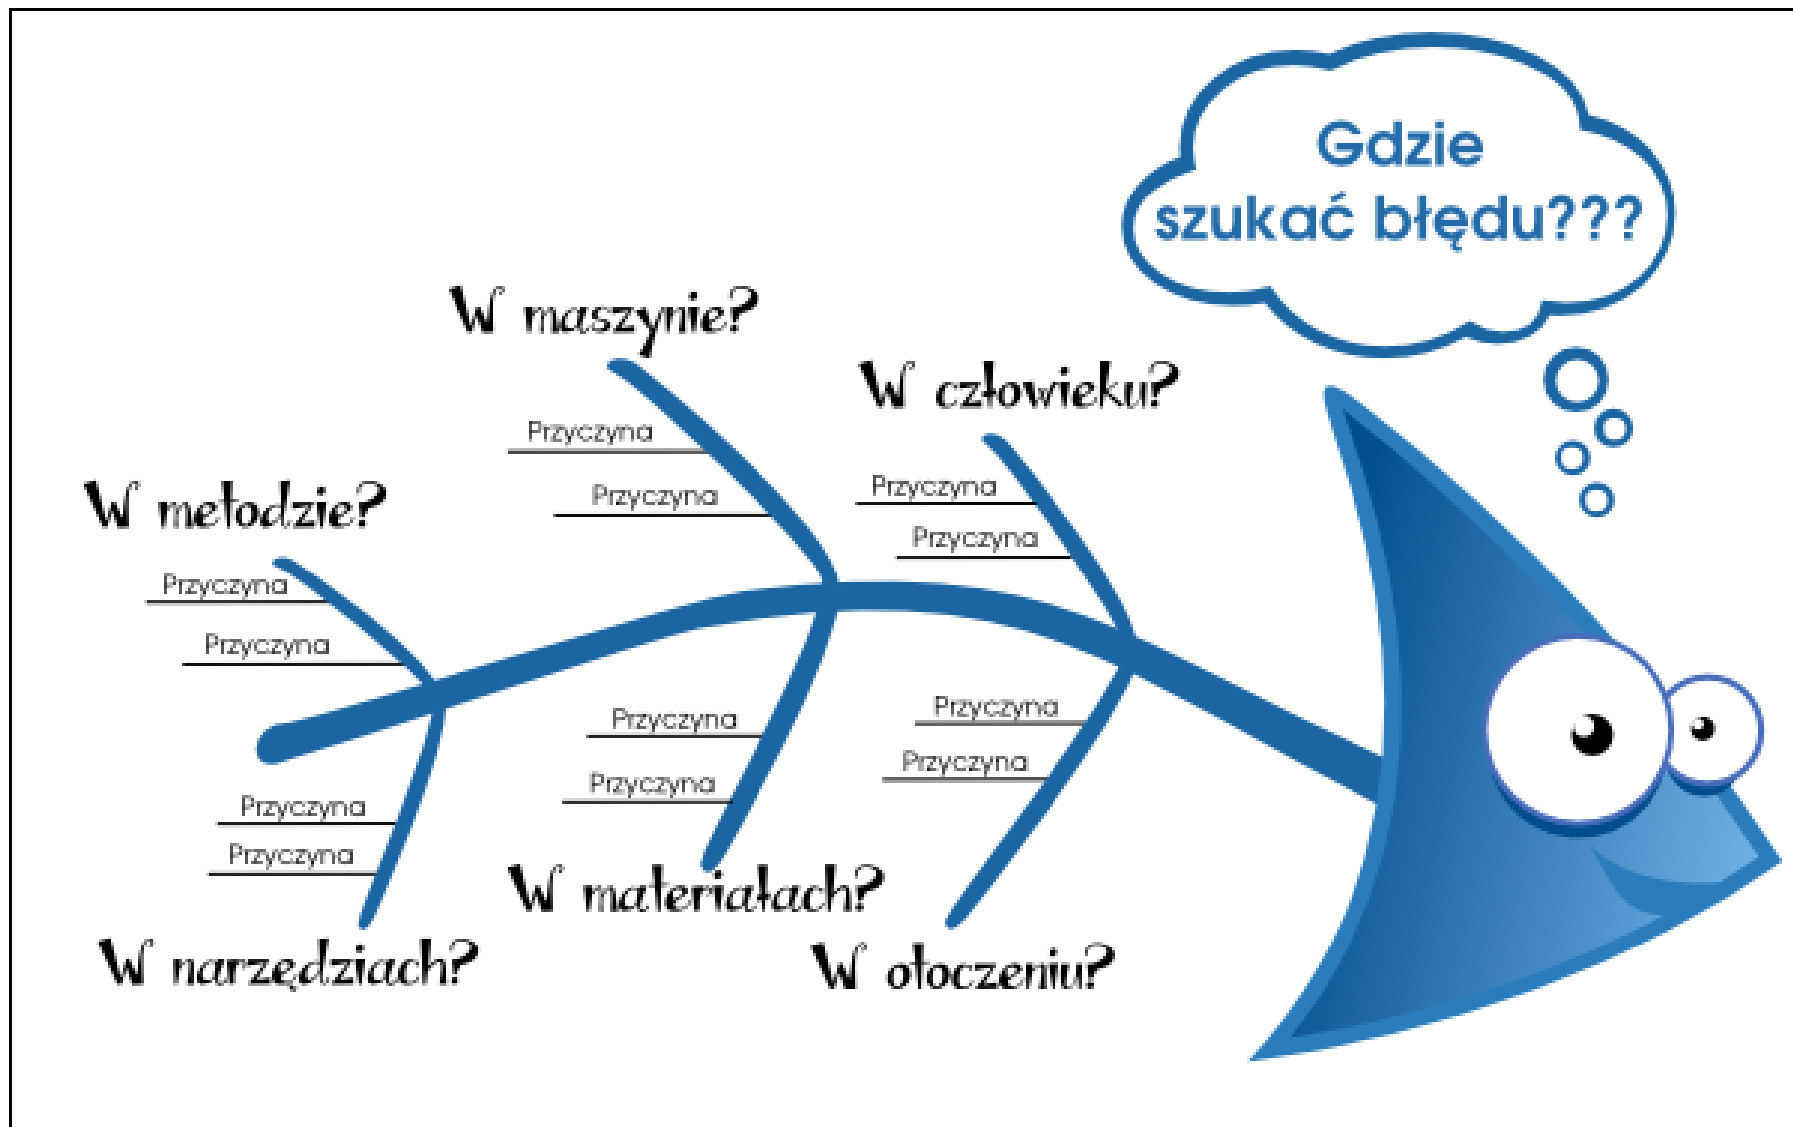 Gdzie
szukać błędu???
W maszynie?
W człowieku?
Przyczyna
Przyczyna
Przyczyna
Przyczyna
W metodzie?
Przyczyna
Przyczyna
Przyczyna
Przyczyna
Przyczyna
Przyczyna
Przyczyna
Przyczyna
W materiałach?
W narzędziach?
W otoczeniu?